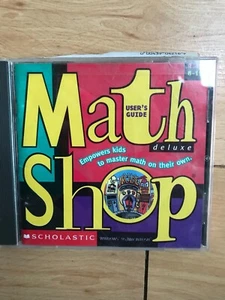 Math
USER'S
GUIDE
deluxe
Empowers kids
to master math on their own.
Shop
SCHOLASTIC